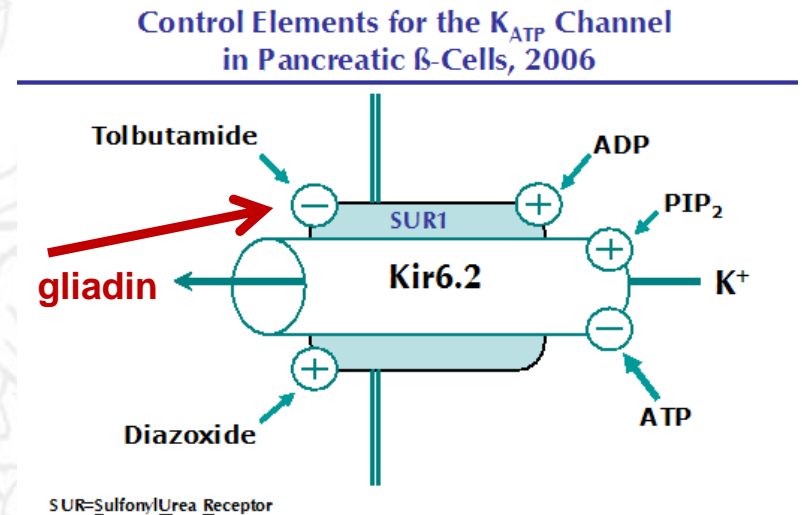 Control Elements for the K_ATP Channel
in Pancreatic ß-Cells, 2006
Tolbutamide
ADP
−
+
SUR1
PIP₂
+
gliadin
Kir6.2
K⁺
−
+
ATP
Diazoxide
SUR=SulfonylUrea Receptor